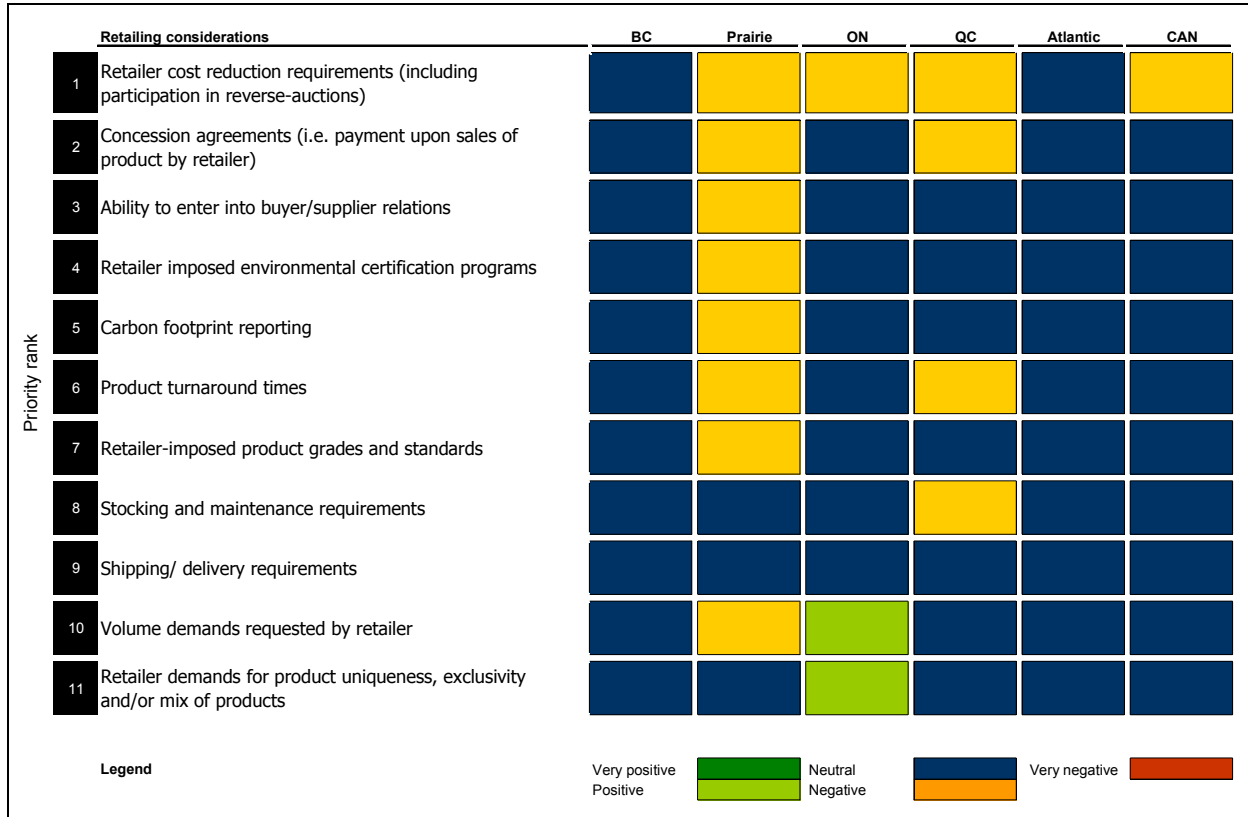 Retailing considerations BC Prairie ON QC Atlantic CAN
1 Retailer cost reduction requirements (including
participation in reverse-auctions)
2 Concession agreements (i.e. payment upon sales of
product by retailer)
3 Ability to enter into buyer/supplier relations
4 Retailer imposed environmental certification programs
5 Carbon footprint reporting
6 Product turnaround times
7 Retailer-imposed product grades and standards
8 Stocking and maintenance requirements
9 Shipping/ delivery requirements
10 Volume demands requested by retailer
11 Retailer demands for product uniqueness, exclusivity
and/or mix of products
Priority rank
Legend
Very positive Neutral Very negative
Positive Negative